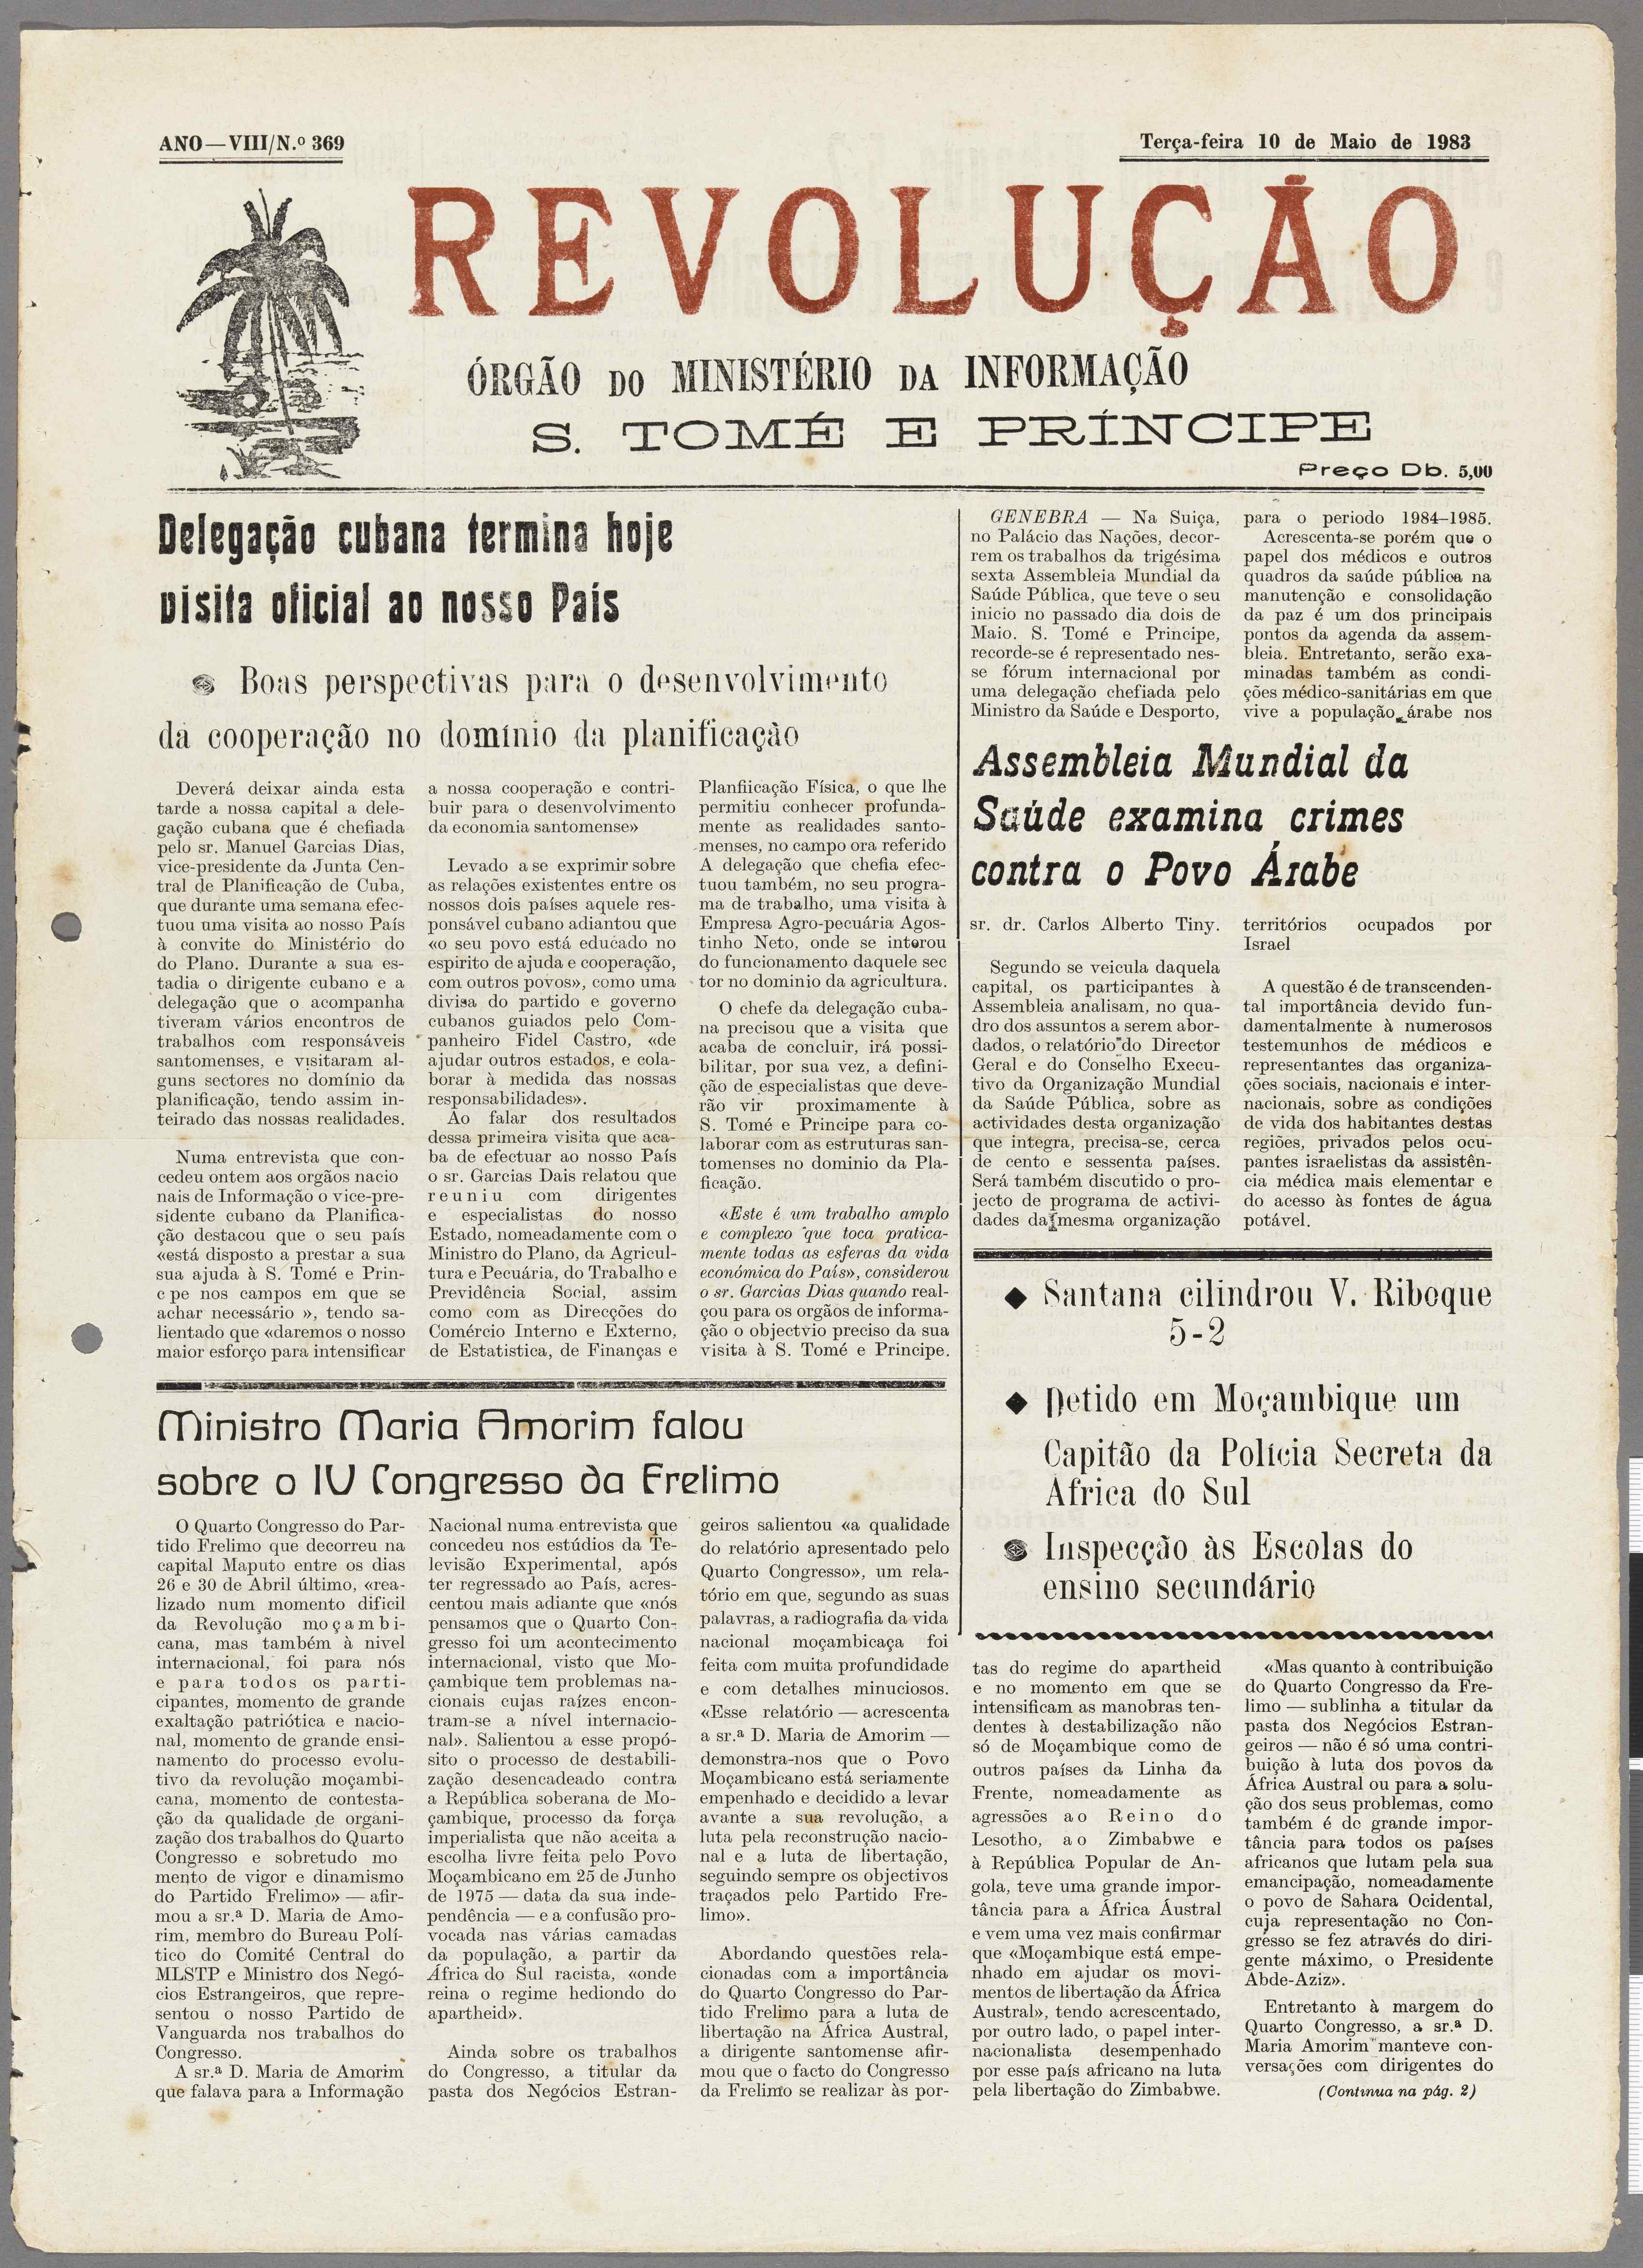 ANO—VIII/N.º 369
Terça-feira 10 de Maio de 1983
REVOLUÇÃO
ÓRGÃO DO MINISTÉRIO DA INFORMAÇÃO
S. TOMÉ E PRÍNCIPE
Preço Db. 5,00
Delegação cubana termina hoje
visita oficial ao nosso País
Boas perspectivas para o desenvolvimento
da cooperação no domínio da planificação
Deverá deixar ainda esta
tarde a nossa capital a dele-
gação cubana que é chefiada
pelo sr. Manuel Garcias Dias,
vice-presidente da Junta Cen-
tral de Planificação de Cuba,
que durante uma semana efec-
tuou uma visita ao nosso País
à convite do Ministério do
do Plano. Durante a sua es-
tadia o dirigente cubano e a
delegação que o acompanha
tiveram vários encontros de
trabalhos com responsáveis
santomenses, e visitaram al-
guns sectores no domínio da
planificação, tendo assim in-
teirado das nossas realidades.
Numa entrevista que con-
cedeu ontem aos orgãos nacio
nais de Informação o vice-pre-
sidente cubano da Planifica-
ção destacou que o seu país
«está disposto a prestar a sua
sua ajuda à S. Tomé e Prin-
c pe nos campos em que se
achar necessário », tendo sa-
lientado que «daremos o nosso
maior esforço para intensificar
a nossa cooperação e contri-
buir para o desenvolvimento
da economia santomense»
Levado a se exprimir sobre
as relações existentes entre os
nossos dois países aquele res-
ponsável cubano adiantou que
«o seu povo está educado no
espirito de ajuda e cooperação,
com outros povos», como uma
divisa do partido e governo
cubanos guiados pelo Com-
panheiro Fidel Castro, «de
ajudar outros estados, e cola-
borar à medida das nossas
responsabilidades».
Ao falar dos resultados
dessa primeira visita que aca-
ba de efectuar ao nosso País
o sr. Garcias Dais relatou que
reuniu com dirigentes
e especialistas do nosso
Estado, nomeadamente com o
Ministro do Plano, da Agricul-
tura e Pecuária, do Trabalho e
Previdência Social, assim
como com as Direcções do
Comércio Interno e Externo,
de Estatistica, de Finanças e
Planfiicação Física, o que lhe
permitiu conhecer profunda-
mente as realidades santo-
menses, no campo ora referido
A delegação que chefia efec-
tuou também, no seu progra-
ma de trabalho, uma visita à
Empresa Agro-pecuária Agos-
tinho Neto, onde se interou
do funcionamento daquele sec
tor no dominio da agricultura.
O chefe da delegação cuba-
na precisou que a visita que
acaba de concluir, irá possi-
bilitar, por sua vez, a defini-
ção de especialistas que deve-
rão vir proximamente à
S. Tomé e Principe para co-
laborar com as estruturas san-
tomenses no dominio da Pla-
ficação.
«Este é um trabalho amplo
e complexo que toca pratica-
mente todas as esferas da vida
económica do País», considerou
o sr. Garcias Dias quando real-
çou para os orgãos de informa-
ção o objectvio preciso da sua
visita à S. Tomé e Principe.
GENEBRA — Na Suiça,
no Palácio das Nações, decor-
rem os trabalhos da trigésima
sexta Assembleia Mundial da
Saúde Pública, que teve o seu
inicio no passado dia dois de
Maio. S. Tomé e Principe,
recorde-se é representado nes-
se fórum internacional por
uma delegação chefiada pelo
Ministro da Saúde e Desporto,
para o periodo 1984-1985.
Acrescenta-se porém que o
papel dos médicos e outros
quadros da saúde pública na
manutenção e consolidação
da paz é um dos principais
pontos da agenda da assem-
bleia. Entretanto, serão exa-
minadas também as condi-
ções médico-sanitárias em que
vive a população árabe nos
Assembleia Mundial da
Saúde examina crimes
contra o Povo Árabe
sr. dr. Carlos Alberto Tiny.
Segundo se veicula daquela
capital, os participantes à
Assembleia analisam, no qua-
dro dos assuntos a serem abor-
dados, o relatório do Director
Geral e do Conselho Execu-
tivo da Organização Mundial
da Saúde Pública, sobre as
actividades desta organização
que integra, precisa-se, cerca
de cento e sessenta países.
Será também discutido o pro-
jecto de programa de activi-
dades da mesma organização
territórios ocupados por
Israel
A questão é de transcenden-
tal importância devido fun-
damentalmente à numerosos
testemunhos de médicos e
representantes das organiza-
ções sociais, nacionais e inter-
nacionais, sobre as condições
de vida dos habitantes destas
regiões, privados pelos ocu-
pantes israelistas da assistên-
cia médica mais elementar e
do acesso às fontes de água
potável.
Santana cilindrou V. Riboque
5-2
Detido em Moçambique um
Capitão da Polícia Secreta da
África do Sul
Inspecção às Escolas do
ensino secundário
Ministro Maria Amorim falou
sobre o IV Congresso da Frelimo
O Quarto Congresso do Par-
tido Frelimo que decorreu na
capital Maputo entre os dias
26 e 30 de Abril último, «rea-
lizado num momento dificil
da Revolução moçambi-
cana, mas também à nivel
internacional, foi para nós
e para todos os parti-
cipantes, momento de grande
exaltação patriótica e nacio-
nal, momento de grande ensi-
namento do processo evolu-
tivo da revolução moçambi-
cana, momento de contesta-
ção da qualidade de organi-
zação dos trabalhos do Quarto
Congresso e sobretudo mo
mento de vigor e dinamismo
do Partido Frelimo» — afir-
mou a sr.ª D. Maria de Amo-
rim, membro do Bureau Polí-
tico do Comité Central do
MLSTP e Ministro dos Negó-
cios Estrangeiros, que repre-
sentou o nosso Partido de
Vanguarda nos trabalhos do
Congresso.
A sr.ª D. Maria de Amorim
que falava para a Informação
Nacional numa entrevista que
concedeu nos estúdios da Te-
levisão Experimental, após
ter regressado ao País, acres-
centou mais adiante que «nós
pensamos que o Quarto Con-
gresso foi um acontecimento
internacional, visto que Mo-
çambique tem problemas na-
cionais cujas raízes encon-
tram-se a nível internacio-
nal». Salientou a esse propó-
sito o processo de destabili-
zação desencadeado contra
a República soberana de Mo-
çambique, processo da força
imperialista que não aceita a
escolha livre feita pelo Povo
Moçambicano em 25 de Junho
de 1975 — data da sua inde-
pendência — e a confusão pro-
vocada nas várias camadas
da população, a partir da
África do Sul racista, «onde
reina o regime hediondo do
apartheid».
Ainda sobre os trabalhos
do Congresso, a titular da
pasta dos Negócios Estran-
geiros salientou «a qualidade
do relatório apresentado pelo
Quarto Congresso», um rela-
tório em que, segundo as suas
palavras, a radiografia da vida
nacional moçambicaça foi
feita com muita profundidade
e com detalhes minuciosos.
«Esse relatório — acrescenta
a sr.ª D. Maria de Amorim —
demonstra-nos que o Povo
Moçambicano está seriamente
empenhado e decidido a levar
avante a sua revolução, a
luta pela reconstrução nacio-
nal e a luta de libertação,
seguindo sempre os objectivos
traçados pelo Partido Fre-
limo».
Abordando questões rela-
cionadas com a importância
do Quarto Congresso do Par-
tido Frelimo para a luta de
libertação na África Austral,
a dirigente santomense afir-
mou que o facto do Congresso
da Frelimo se realizar às por-
tas do regime do apartheid
e no momento em que se
intensificam as manobras ten-
dentes à destabilização não
só de Moçambique como de
outros países da Linha da
Frente, nomeadamente as
agressões ao Reino do
Lesotho, ao Zimbabwe e
à República Popular de An-
gola, teve uma grande impor-
tância para a África Áustral
e vem uma vez mais confirmar
que «Moçambique está empe-
nhado em ajudar os movi-
mentos de libertação da África
Austral», tendo acrescentado,
por outro lado, o papel inter-
nacionalista desempenhado
por esse país africano na luta
pela libertação do Zimbabwe.
«Mas quanto à contribuição
do Quarto Congresso da Fre-
limo — sublinha a titular da
pasta dos Negócios Estran-
geiros — não é só uma contri-
buição à luta dos povos da
África Austral ou para a solu-
ção dos seus problemas, como
também é de grande impor-
tância para todos os países
africanos que lutam pela sua
emancipação, nomeadamente
o povo de Sahara Ocidental,
cuja representação no Con-
gresso se fez através do diri-
gente máximo, o Presidente
Abde-Aziz».
Entretanto à margem do
Quarto Congresso, a sr.ª D.
Maria Amorim manteve con-
versações com dirigentes do
(Continua na pág. 2)